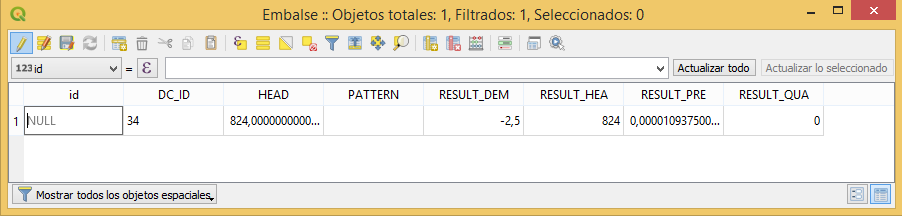 Embalse :: Objetos totales: 1, Filtrados: 1, Seleccionados: 0
123 id = ε Actualizar todo Actualizar lo seleccionado
id DC_ID HEAD PATTERN RESULT_DEM RESULT_HEA RESULT_PRE RESULT_QUA
1 NULL 34 824,0000000000... -2,5 824 0,000010937500... 0
Mostrar todos los objetos espaciales